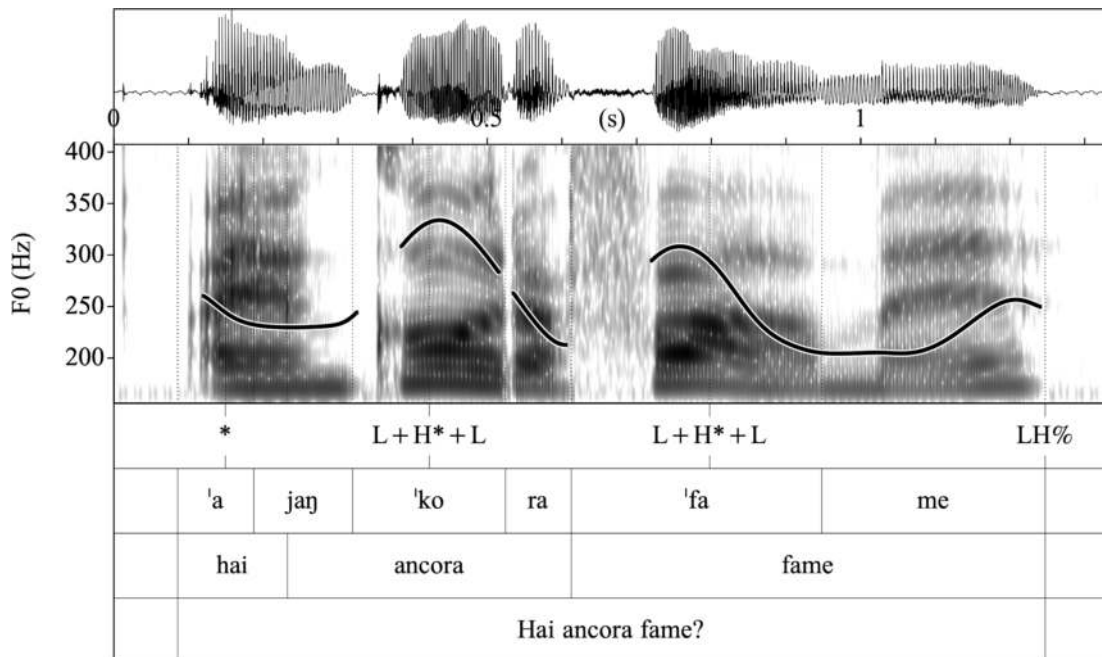 0 0.5 (s) 1
400
350
300
250
200
F0 (Hz)
* L+H*+L L+H*+L LH%
ˈa jaŋ ˈko ra ˈfa me
hai ancora fame
Hai ancora fame?